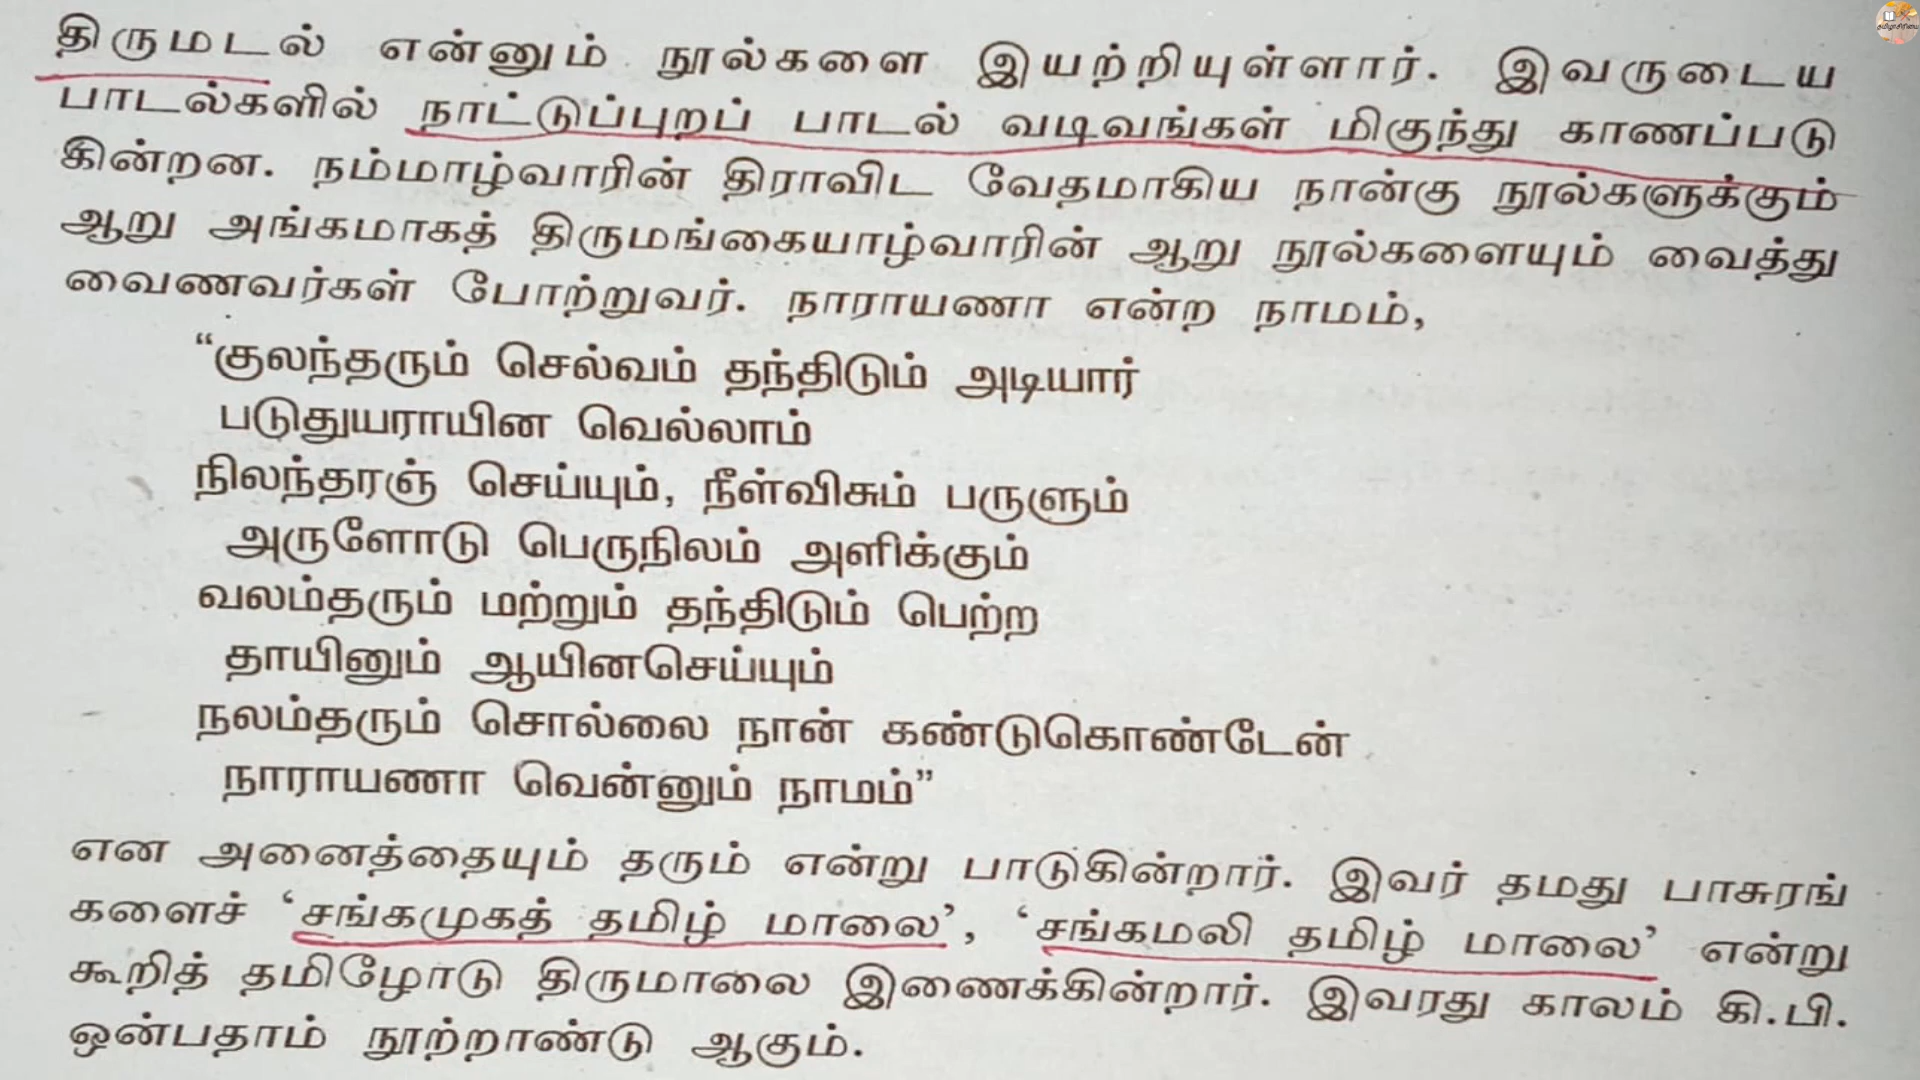 திருமடல் என்னும் நூல்களை இயற்றியுள்ளார். இவருடைய
பாடல்களில் நாட்டுப்புறப் பாடல் வடிவங்கள் மிகுந்து காணப்படு
கின்றன. நம்மாழ்வாரின் திராவிட வேதமாகிய நான்கு நூல்களுக்கும்
ஆறு அங்கமாகத் திருமங்கையாழ்வாரின் ஆறு நூல்களையும் வைத்து
வைணவர்கள் போற்றுவர். நாராயணா என்ற நாமம்,
“குலந்தரும் செல்வம் தந்திடும் அடியார்
படுதுயராயின வெல்லாம்
நிலந்தரஞ் செய்யும், நீள்விசும் பருளும்
அருளோடு பெருநிலம் அளிக்கும்
வலம்தரும் மற்றும் தந்திடும் பெற்ற
தாயினும் ஆயினசெய்யும்
நலம்தரும் சொல்லை நான் கண்டுகொண்டேன்
நாராயணா வென்னும் நாமம்”
என அனைத்தையும் தரும் என்று பாடுகின்றார். இவர் தமது பாசுரங்
களைச் ‘சங்கமுகத் தமிழ் மாலை’, ‘சங்கமலி தமிழ் மாலை’ என்று
கூறித் தமிழோடு திருமாலை இணைக்கின்றார். இவரது காலம் கி.பி.
ஒன்பதாம் நூற்றாண்டு ஆகும்.